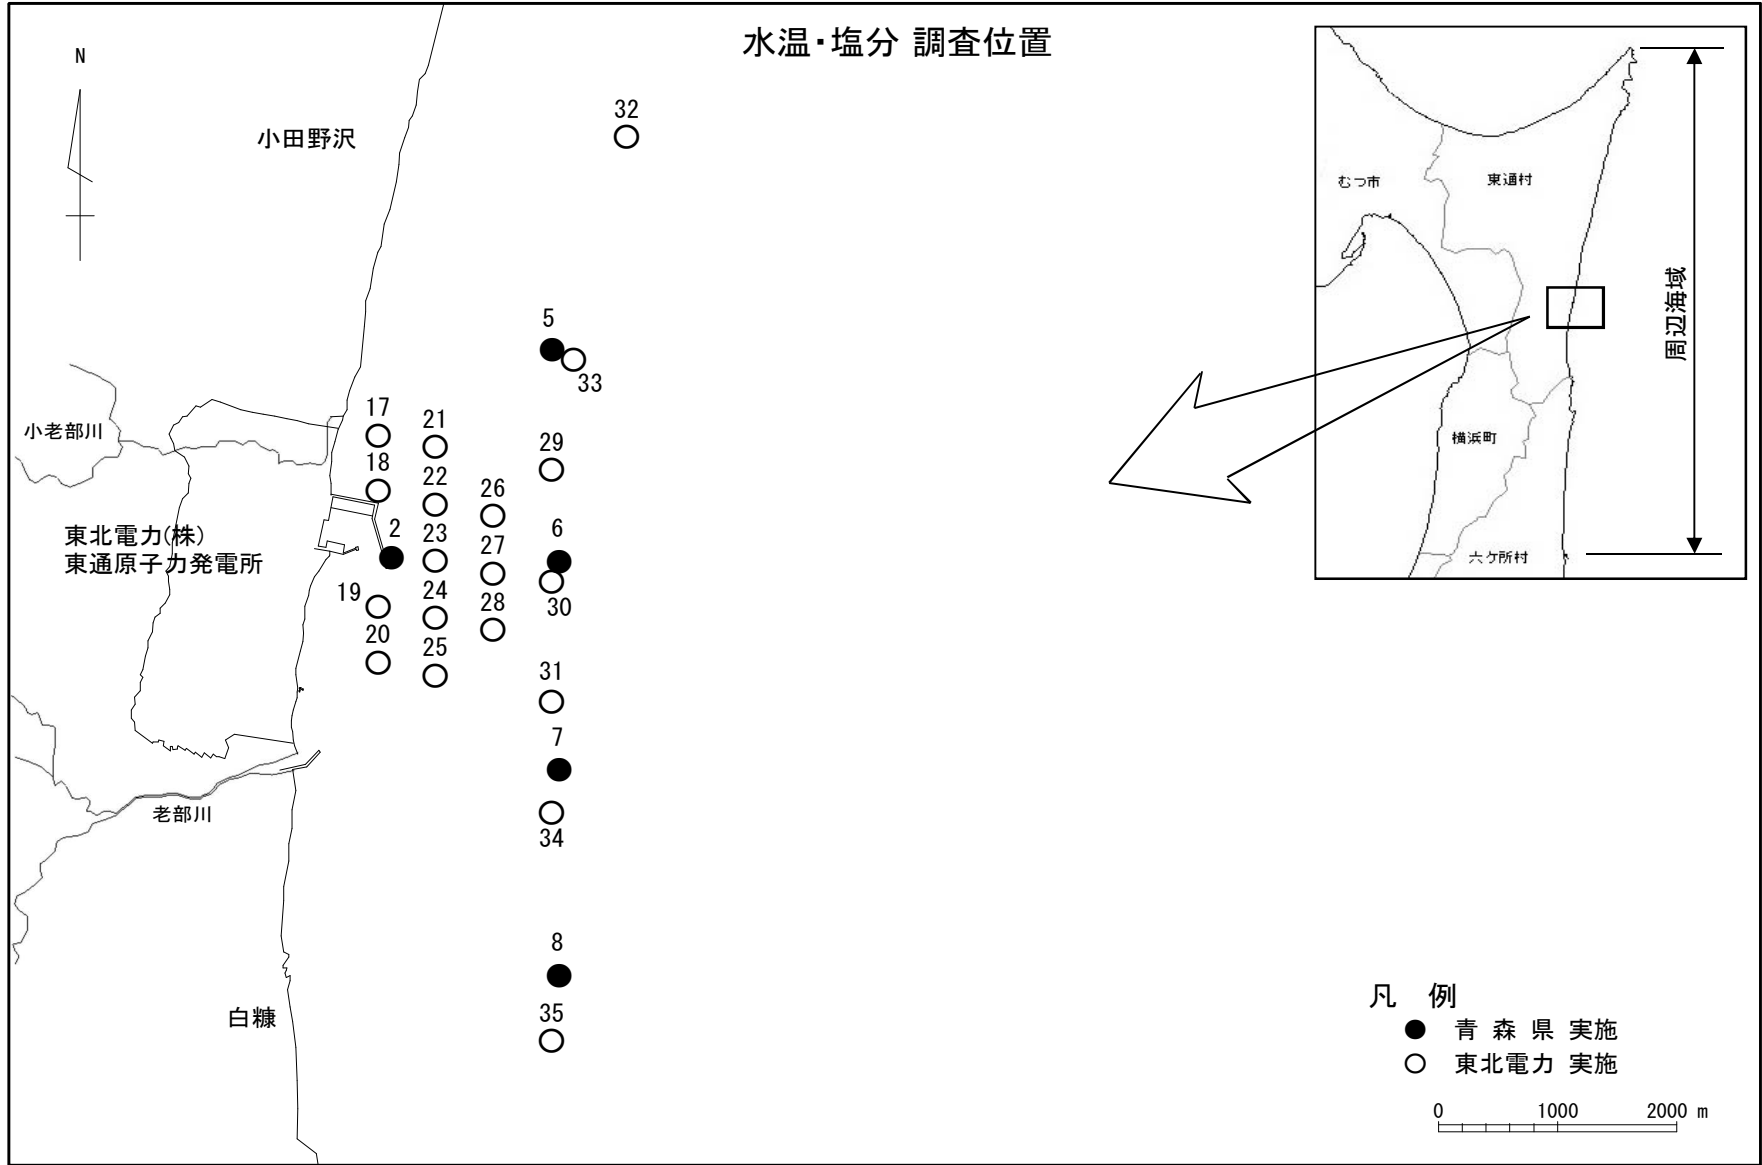 水温・塩分 調査位置
N
小田野沢
32
5
33
17
21
29
18
22
26
2
23
27
6
19
24
28
30
20
25
31
7
34
8
35
小老部川
東北電力(株)
東通原子力発電所
老部川
白糠
むつ市
東通村
横浜町
六ケ所村
周辺海域
凡 例
青 森 県 実施
東北電力 実施
0 1000 2000 m